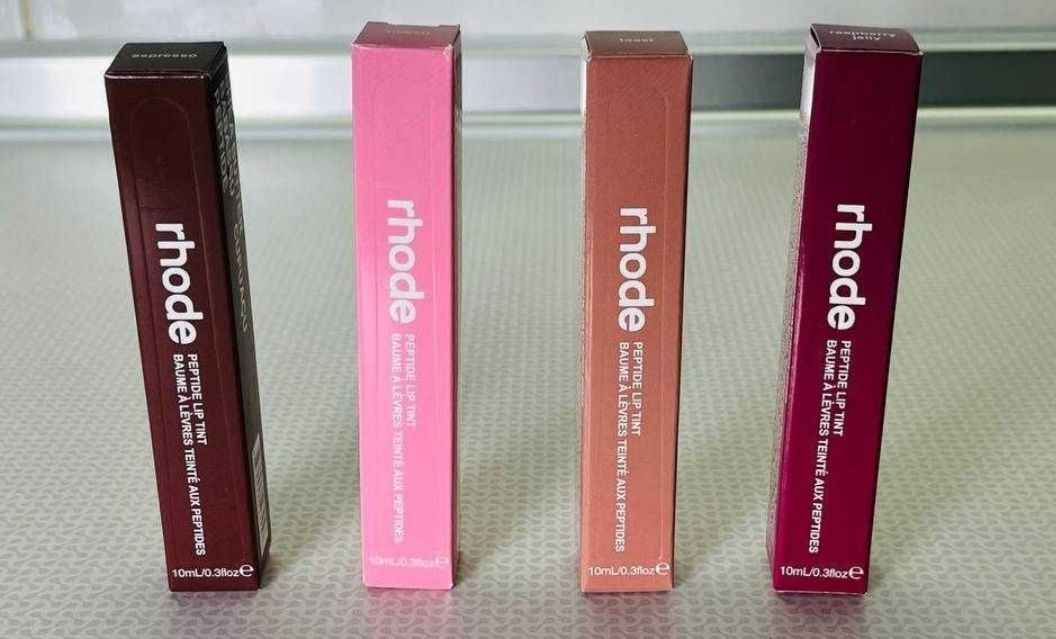 espresso
rhode
PEPTIDE LIP TINT
BAUME À LÈVRES TEINTÉ AUX PEPTIDES
10mL/0.3floz℮
ribbon
rhode
PEPTIDE LIP TINT
BAUME À LÈVRES TEINTÉ AUX PEPTIDES
10mL/0.3floz℮
toast
rhode
PEPTIDE LIP TINT
BAUME À LÈVRES TEINTÉ AUX PEPTIDES
10mL/0.3floz℮
raspberry
jelly
rhode
PEPTIDE LIP TINT
BAUME À LÈVRES TEINTÉ AUX PEPTIDES
10mL/0.3floz℮